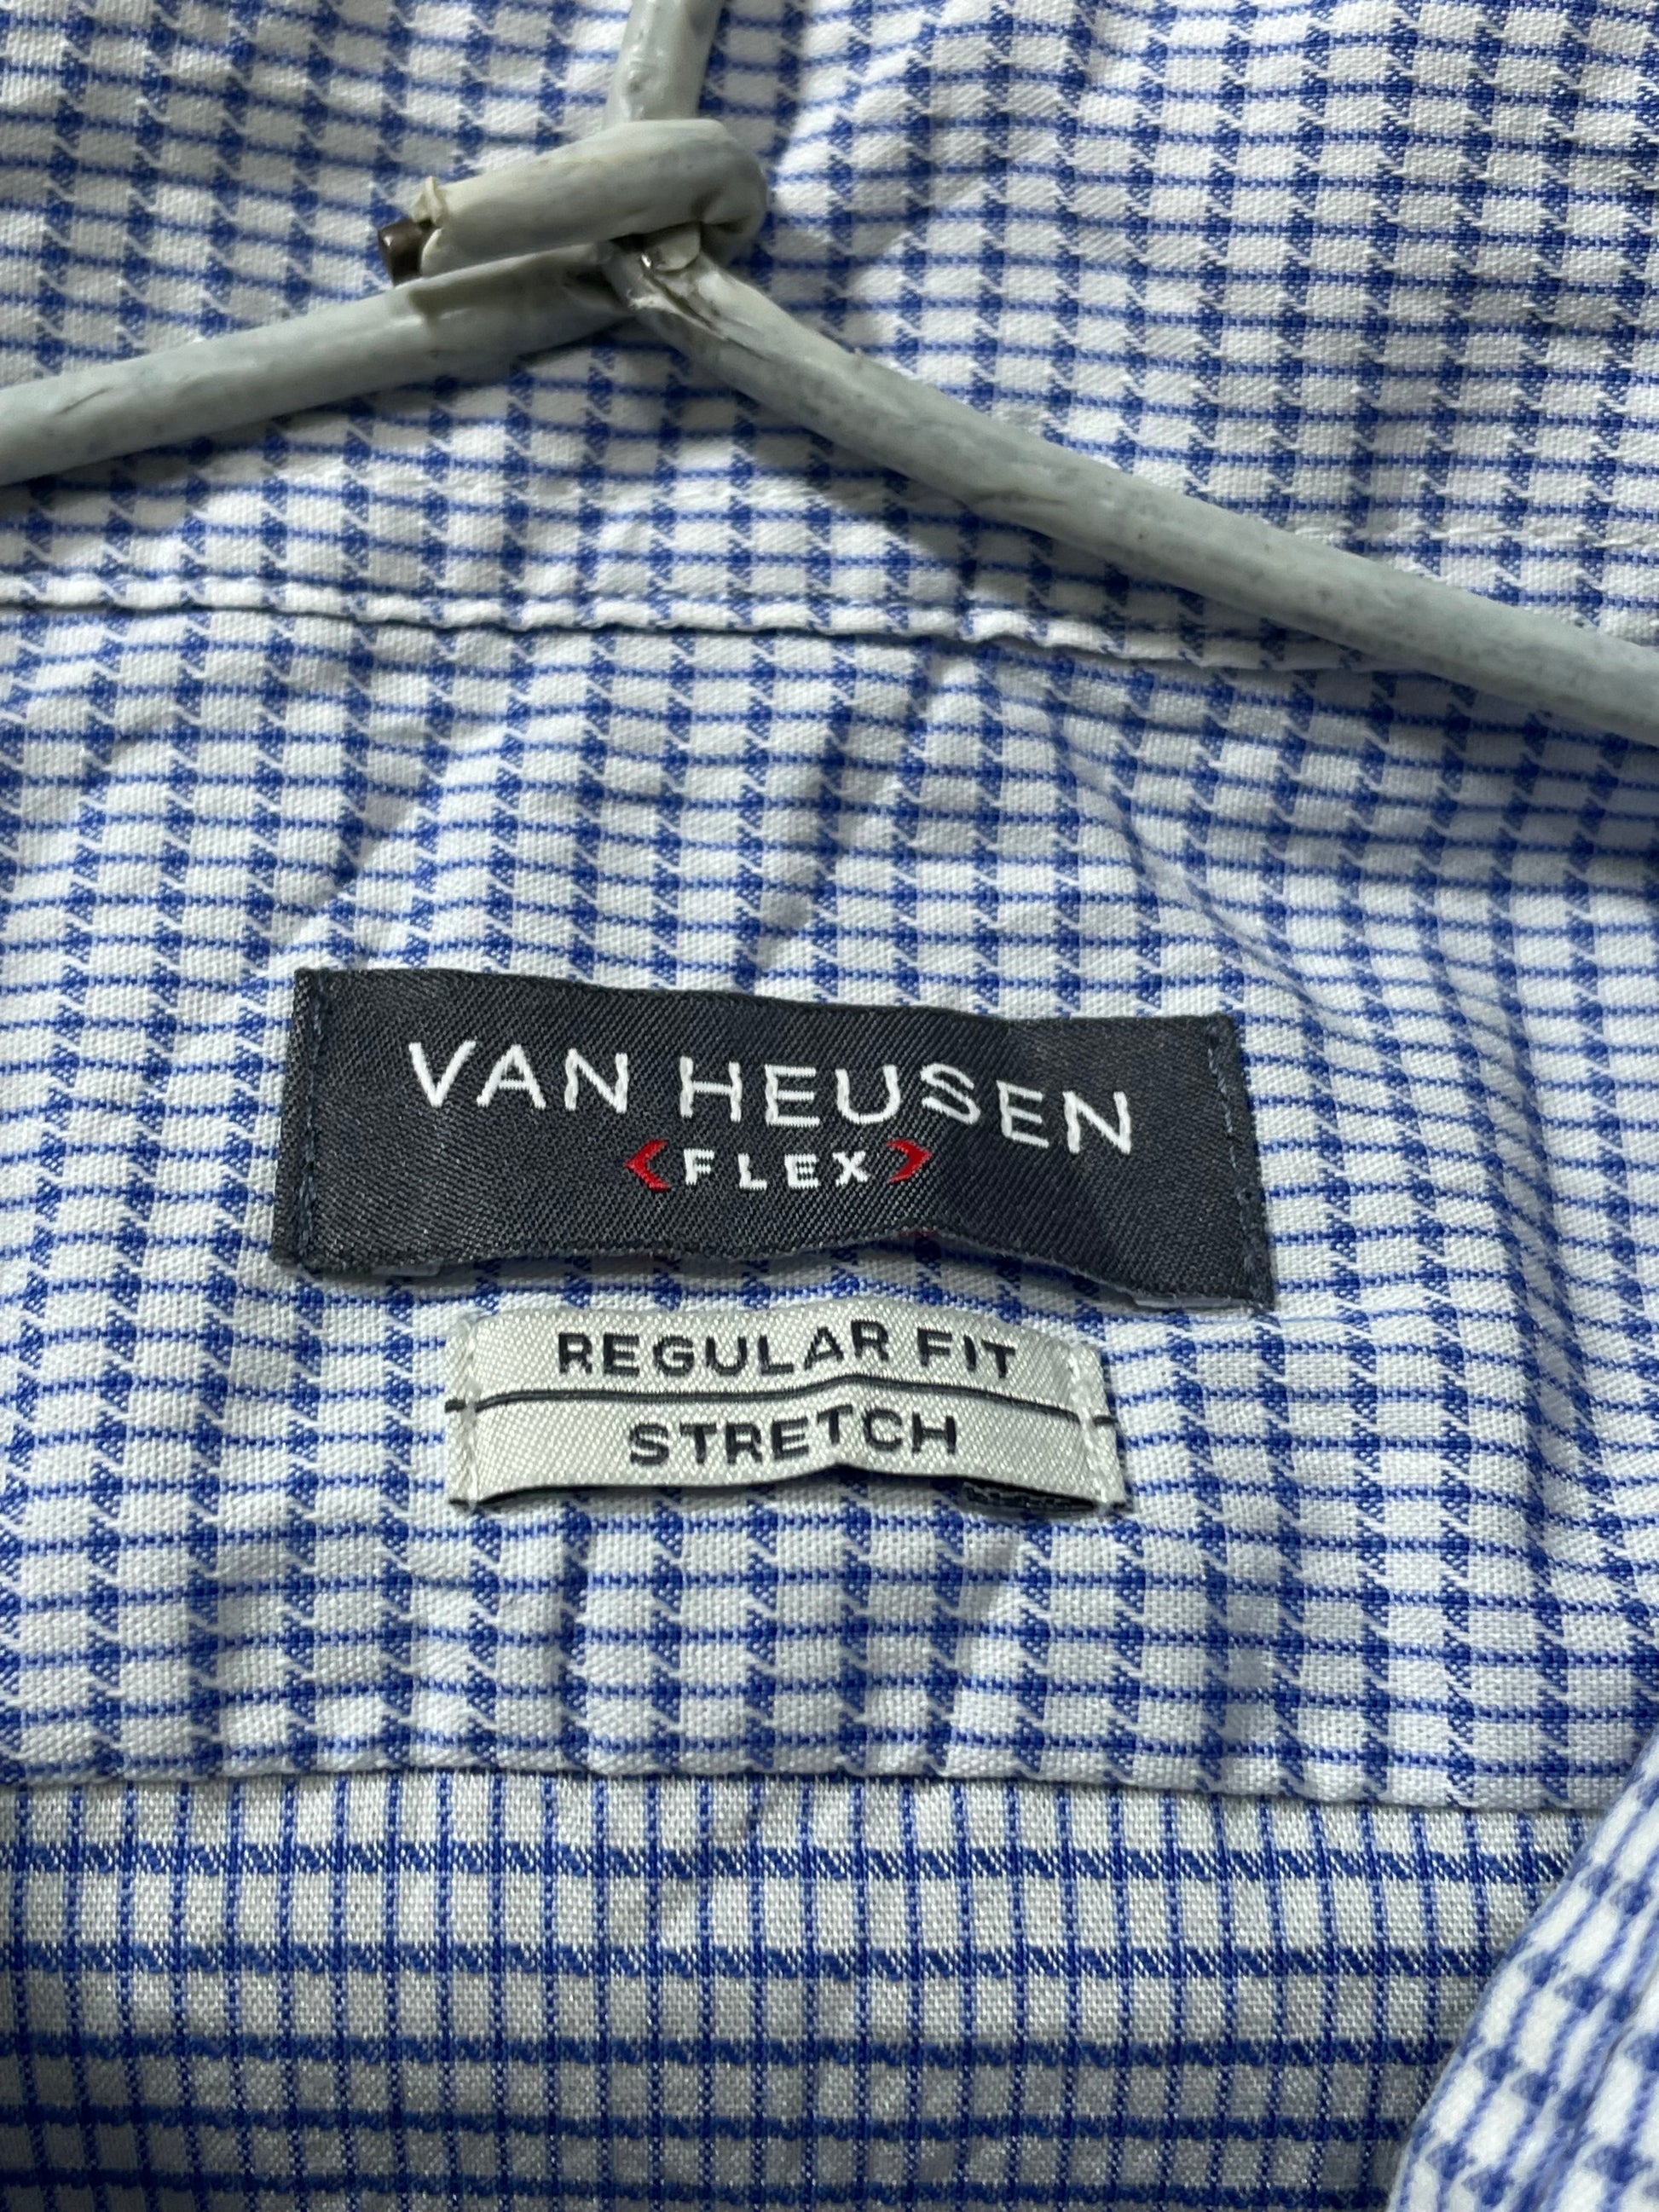 VAN HEUSEN
<FLEX>
REGULAR FIT
STRETCH